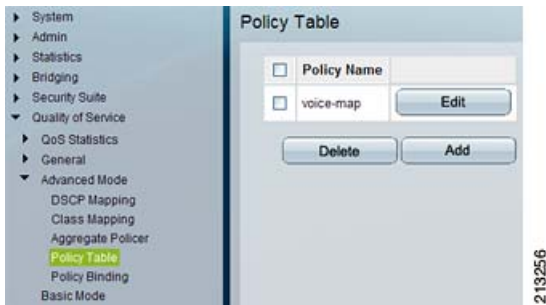 System
Admin
Statistics
Bridging
Security Suite
Quality of Service
QoS Statistics
General
Advanced Mode
DSCP Mapping
Class Mapping
Aggregate Policer
Policy Table
Policy Binding
Basic Mode
Policy Table
Policy Name
voice-map Edit
Delete Add
213256